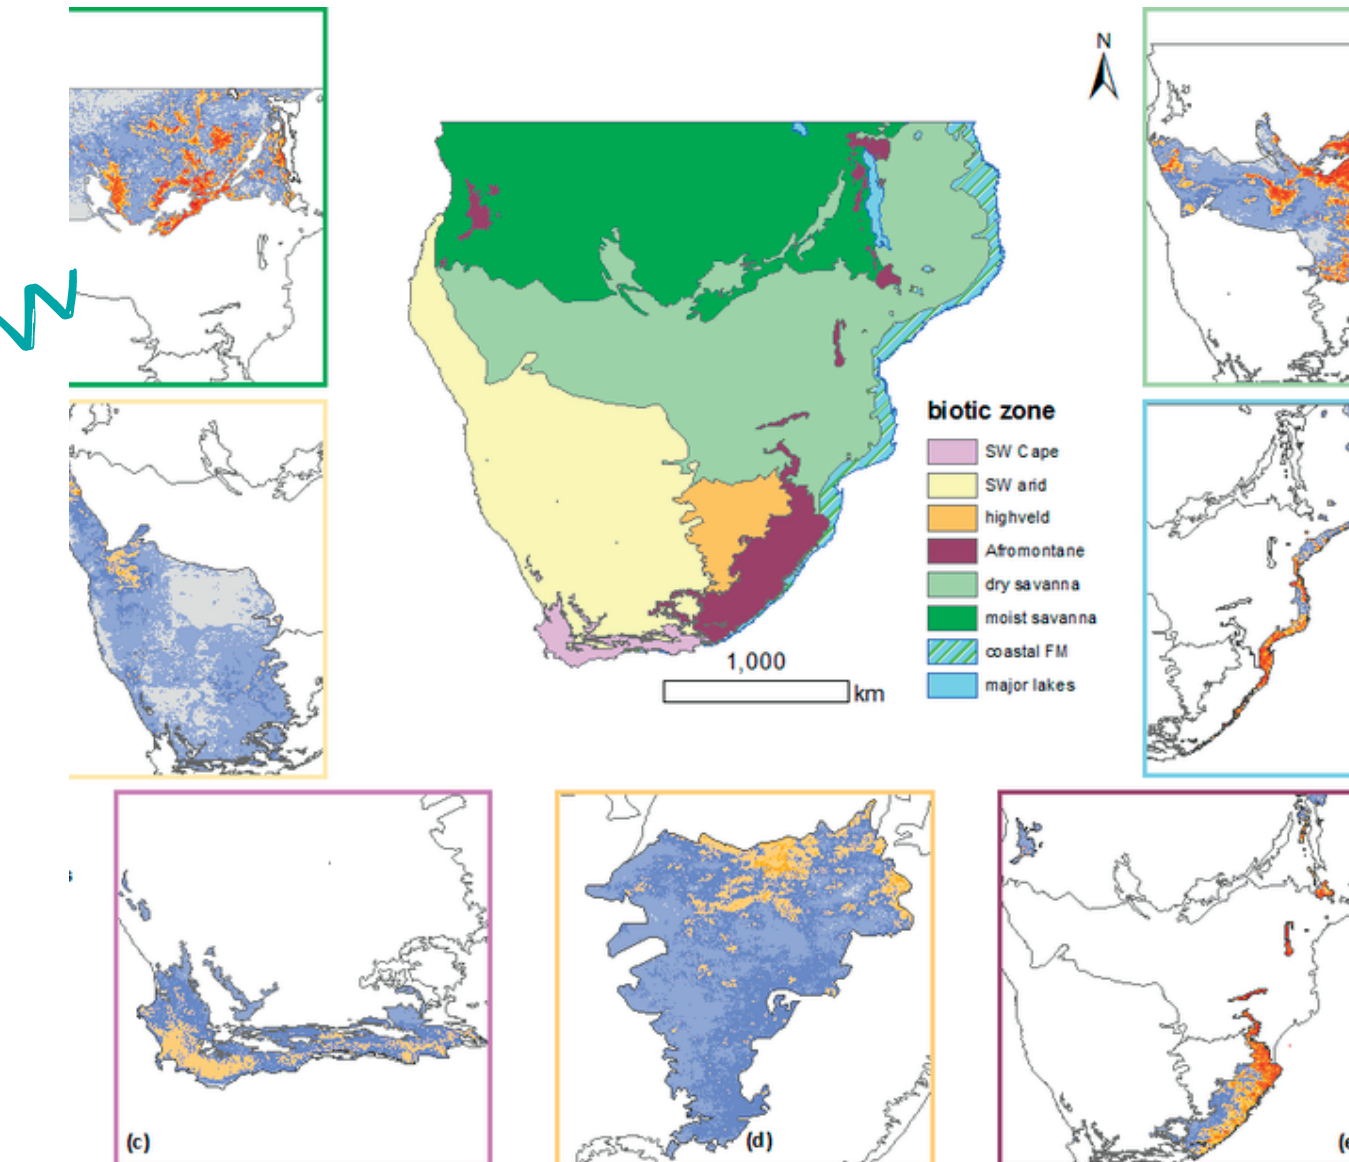 N
biotic zone
SW Cape
SW arid
highveld
Afromontane
dry savanna
moist savanna
coastal FM
major lakes
1,000
km
(c)
(d)